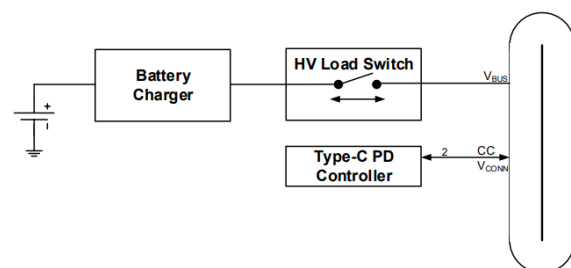 Battery
Charger
HV Load Switch
VBUS
Type-C PD
Controller
2
CC
VCONN
+
-